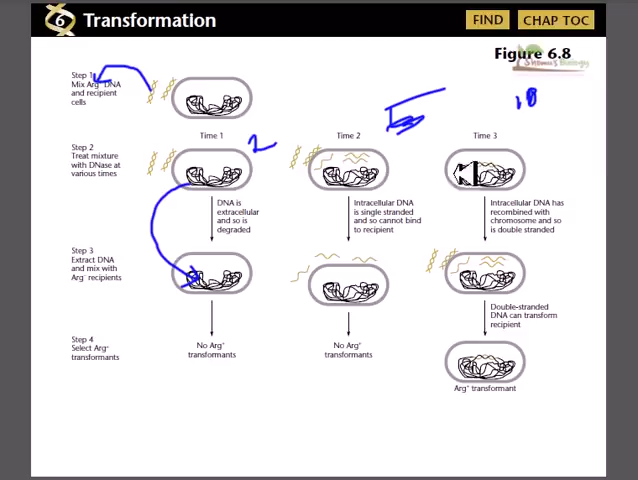 6 Transformation
FIND
CHAP TOC
Figure 6.8
Shomu's Biology
Step 1
Mix Arg⁺ DNA
and recipient
cells
Time 1
Time 2
Time 3
2
10
Step 2
Treat mixture
with DNase at
various times
DNA is
extracellular
and so is
degraded
Intracellular DNA
is single stranded
and so cannot bind
to recipient
Intracellular DNA has
recombined with
chromosome and so
is double stranded
Step 3
Extract DNA
and mix with
Arg⁻ recipients
Double-stranded
DNA can transform
recipient
Step 4
Select Arg⁺
transformants
No Arg⁺
transformants
No Arg⁺
transformants
Arg⁺ transformant